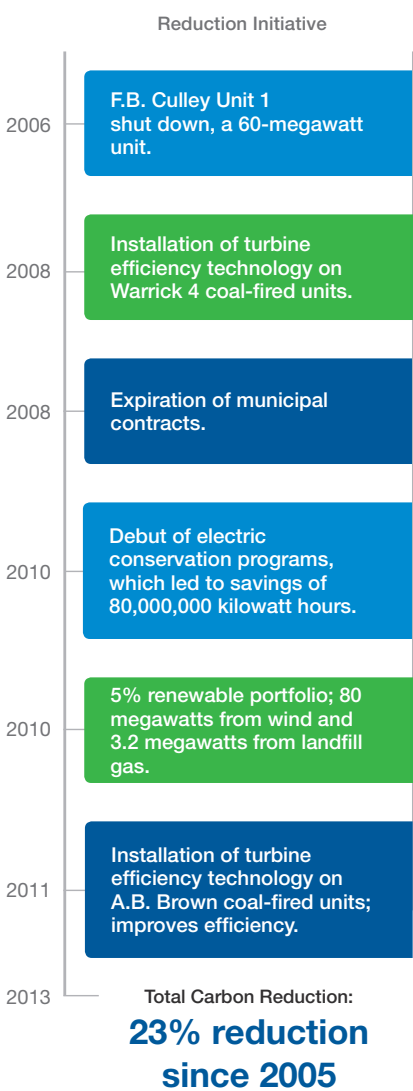 Reduction Initiative
2006
F.B. Culley Unit 1
shut down, a 60-megawatt
unit.
2008
Installation of turbine
efficiency technology on
Warrick 4 coal-fired units.
2008
Expiration of municipal
contracts.
2010
Debut of electric
conservation programs,
which led to savings of
80,000,000 kilowatt hours.
2010
5% renewable portfolio; 80
megawatts from wind and
3.2 megawatts from landfill
gas.
2011
Installation of turbine
efficiency technology on
A.B. Brown coal-fired units;
improves efficiency.
2013
Total Carbon Reduction:
23% reduction
since 2005